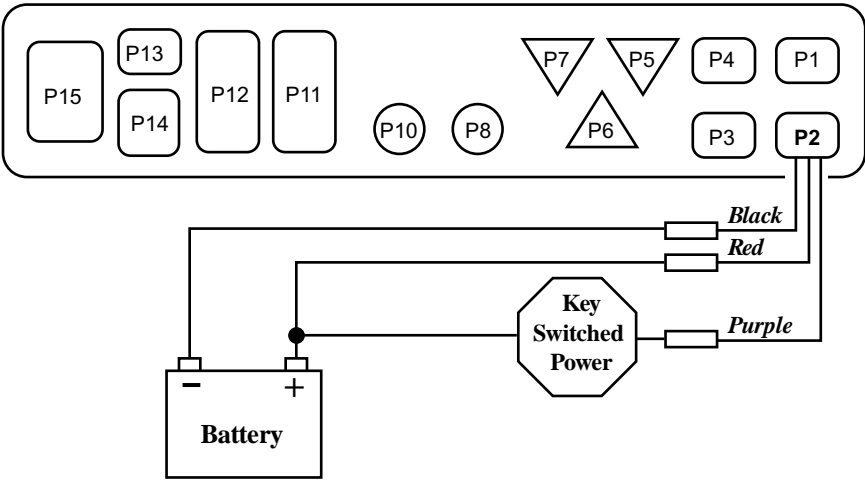 P15
P13
P14
P12
P11
P10
P8
P7
P5
P6
P4
P1
P3
P2
Black
Red
Purple
Key
Switched
Power
− +
Battery